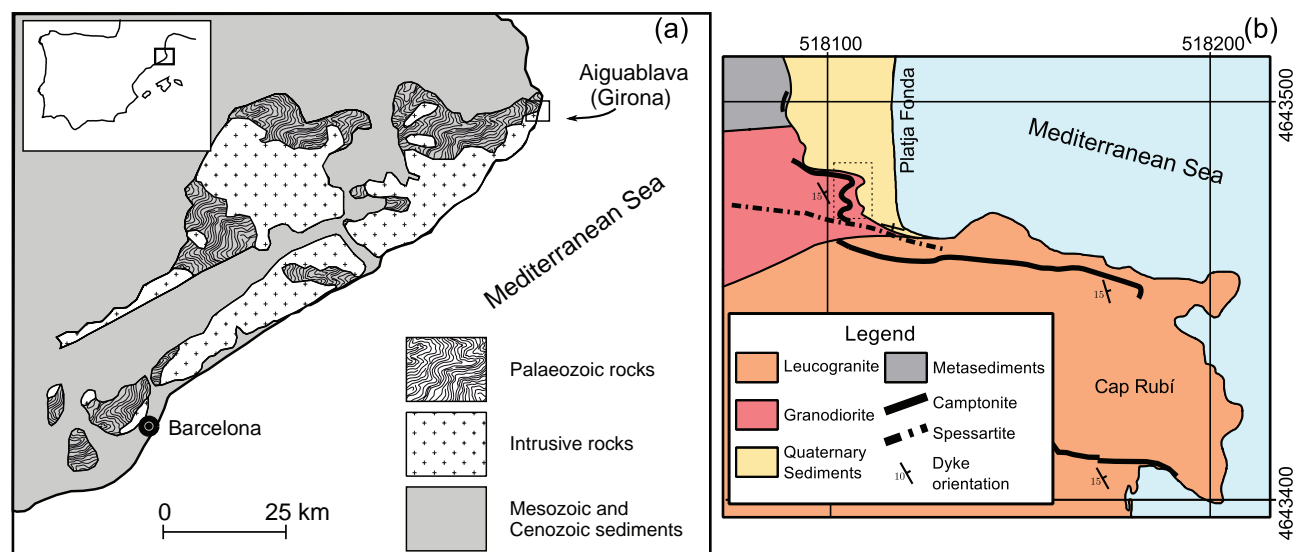 (a)
Aiguablava
(Girona)
Mediterranean Sea
Palaeozoic rocks
Intrusive rocks
Mesozoic and
Cenozoic sediments
Barcelona
0 25 km
(b)
518100 518200
4643500
4643400
Platja Fonda
Mediterranean Sea
15
15
15
Cap Rubí
Legend
Leucogranite
Granodiorite
Quaternary
Sediments
Metasediments
Camptonite
Spessartite
10
Dyke
orientation